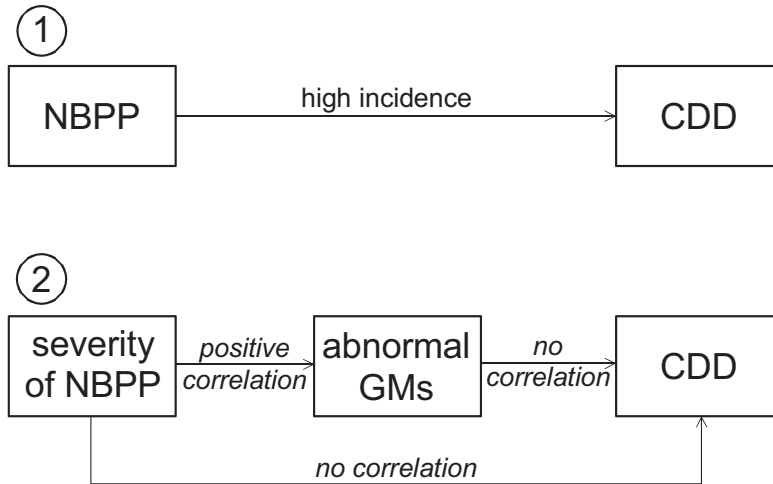 1
NBPP
high incidence
CDD
2
severity
of NBPP
positive
correlation
abnormal
GMs
no
correlation
CDD
no correlation